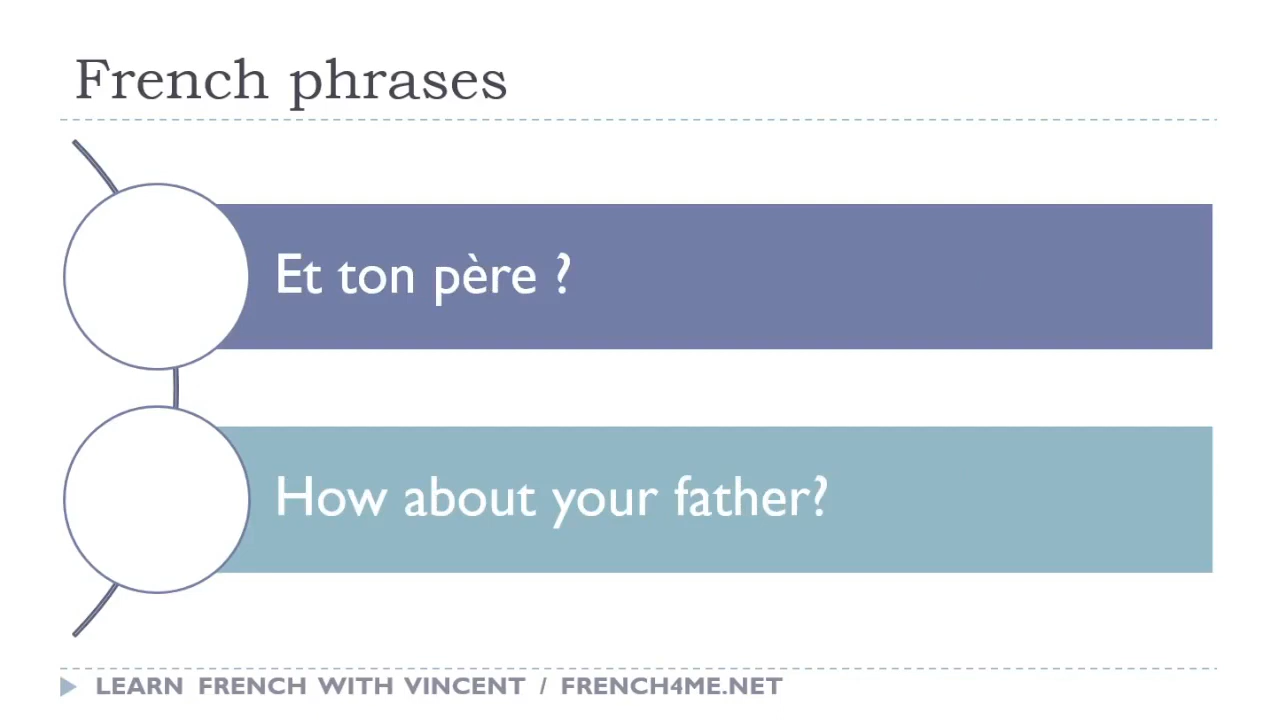 French phrases
Et ton père ?
How about your father?
LEARN FRENCH WITH VINCENT / FRENCH4ME.NET